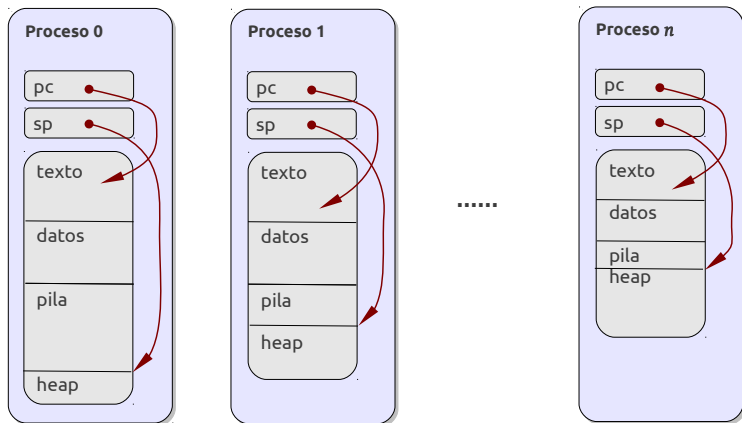 Proceso 0
pc
sp
texto
datos
pila
heap
Proceso 1
pc
sp
texto
datos
pila
heap
......
Proceso n
pc
sp
texto
datos
pila
heap